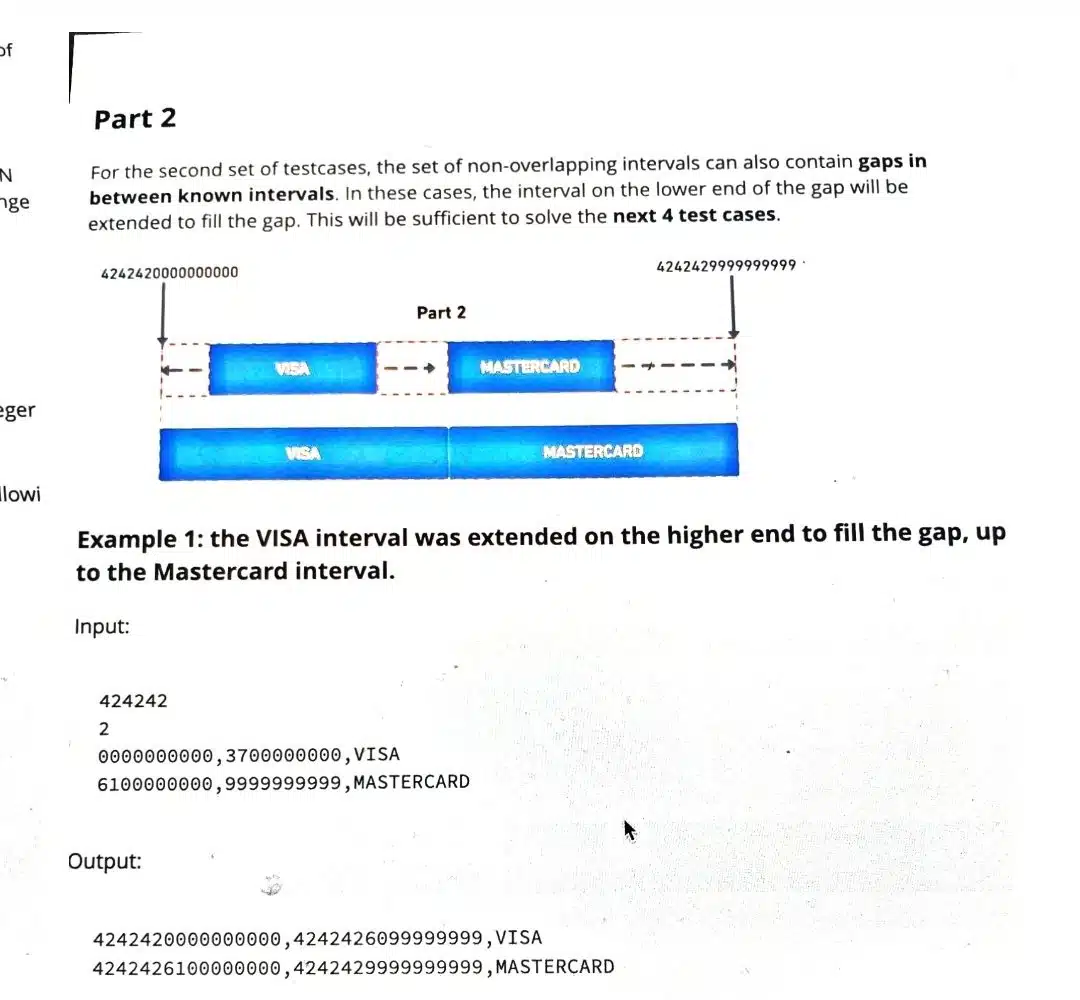 of
Part 2
N
For the second set of testcases, the set of non-overlapping intervals can also contain gaps in
nge
between known intervals. In these cases, the interval on the lower end of the gap will be
extended to fill the gap. This will be sufficient to solve the next 4 test cases.
4242420000000000
4242429999999999
Part 2
VISA
MASTERCARD
eger
VISA
MASTERCARD
llowi
Example 1: the VISA interval was extended on the higher end to fill the gap, up
to the Mastercard interval.
Input:
424242
2
0000000000,3700000000,VISA
6100000000,9999999999,MASTERCARD
Output:
4242420000000000,4242426099999999,VISA
4242426100000000,4242429999999999,MASTERCARD